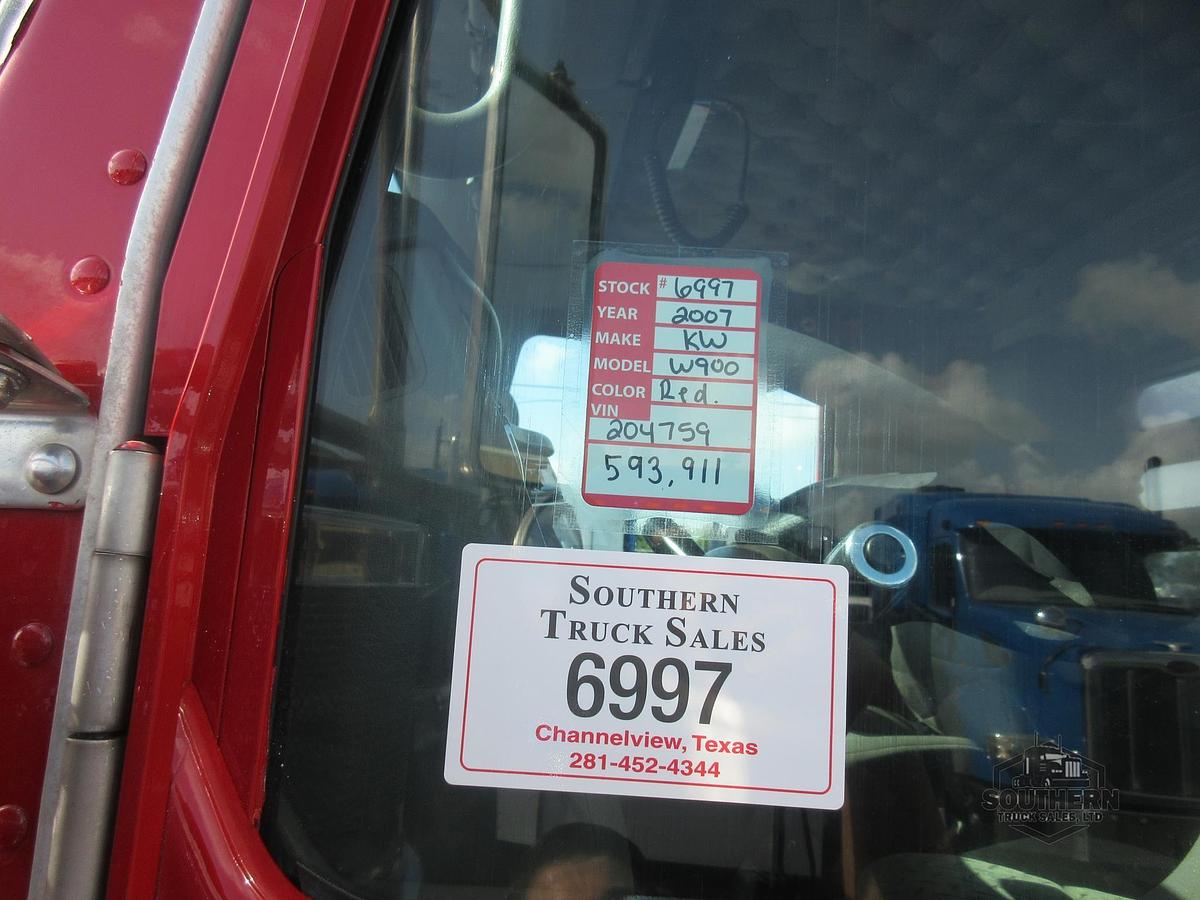 STOCK # 6997
YEAR 2007
MAKE KW
MODEL W900
COLOR Red.
VIN
204759
593,911
SOUTHERN
TRUCK SALES
6997
Channelview, Texas
281-452-4344
SOUTHERN
TRUCK SALES, LTD